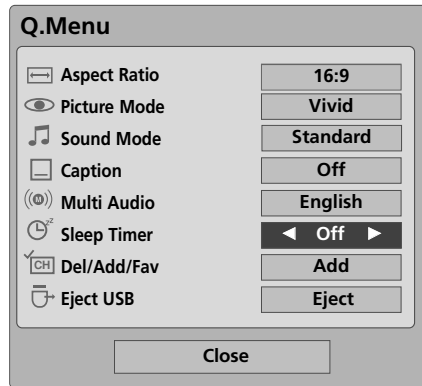 Q.Menu
Aspect Ratio 16:9
Picture Mode Vivid
Sound Mode Standard
Caption Off
Multi Audio English
Sleep Timer ◀ Off ▶
Del/Add/Fav Add
Eject USB Eject
Close